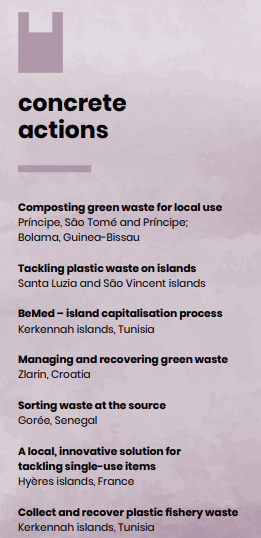 concrete
actions
Composting green waste for local use
Príncipe, São Tomé and Príncipe;
Bolama, Guinea-Bissau
Tackling plastic waste on islands
Santa Luzia and São Vincent islands
BeMed – island capitalisation process
Kerkennah islands, Tunisia
Managing and recovering green waste
Zlarin, Croatia
Sorting waste at the source
Gorée, Senegal
A local, innovative solution for
tackling single-use items
Hyères islands, France
Collect and recover plastic fishery waste
Kerkennah islands, Tunisia